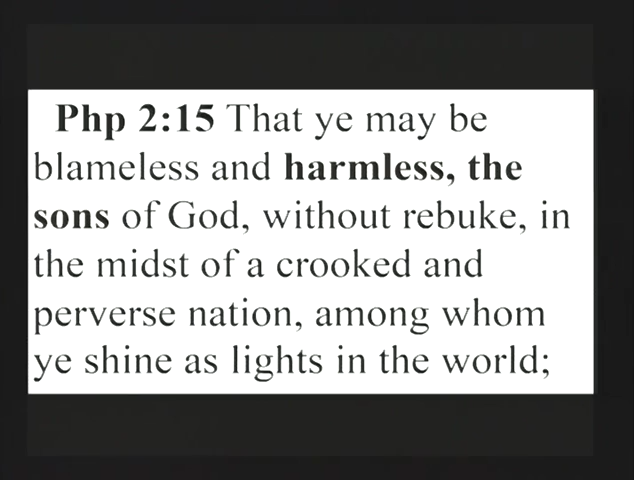 Php 2:15 That ye may be
blameless and harmless, the
sons of God, without rebuke, in
the midst of a crooked and
perverse nation, among whom
ye shine as lights in the world;